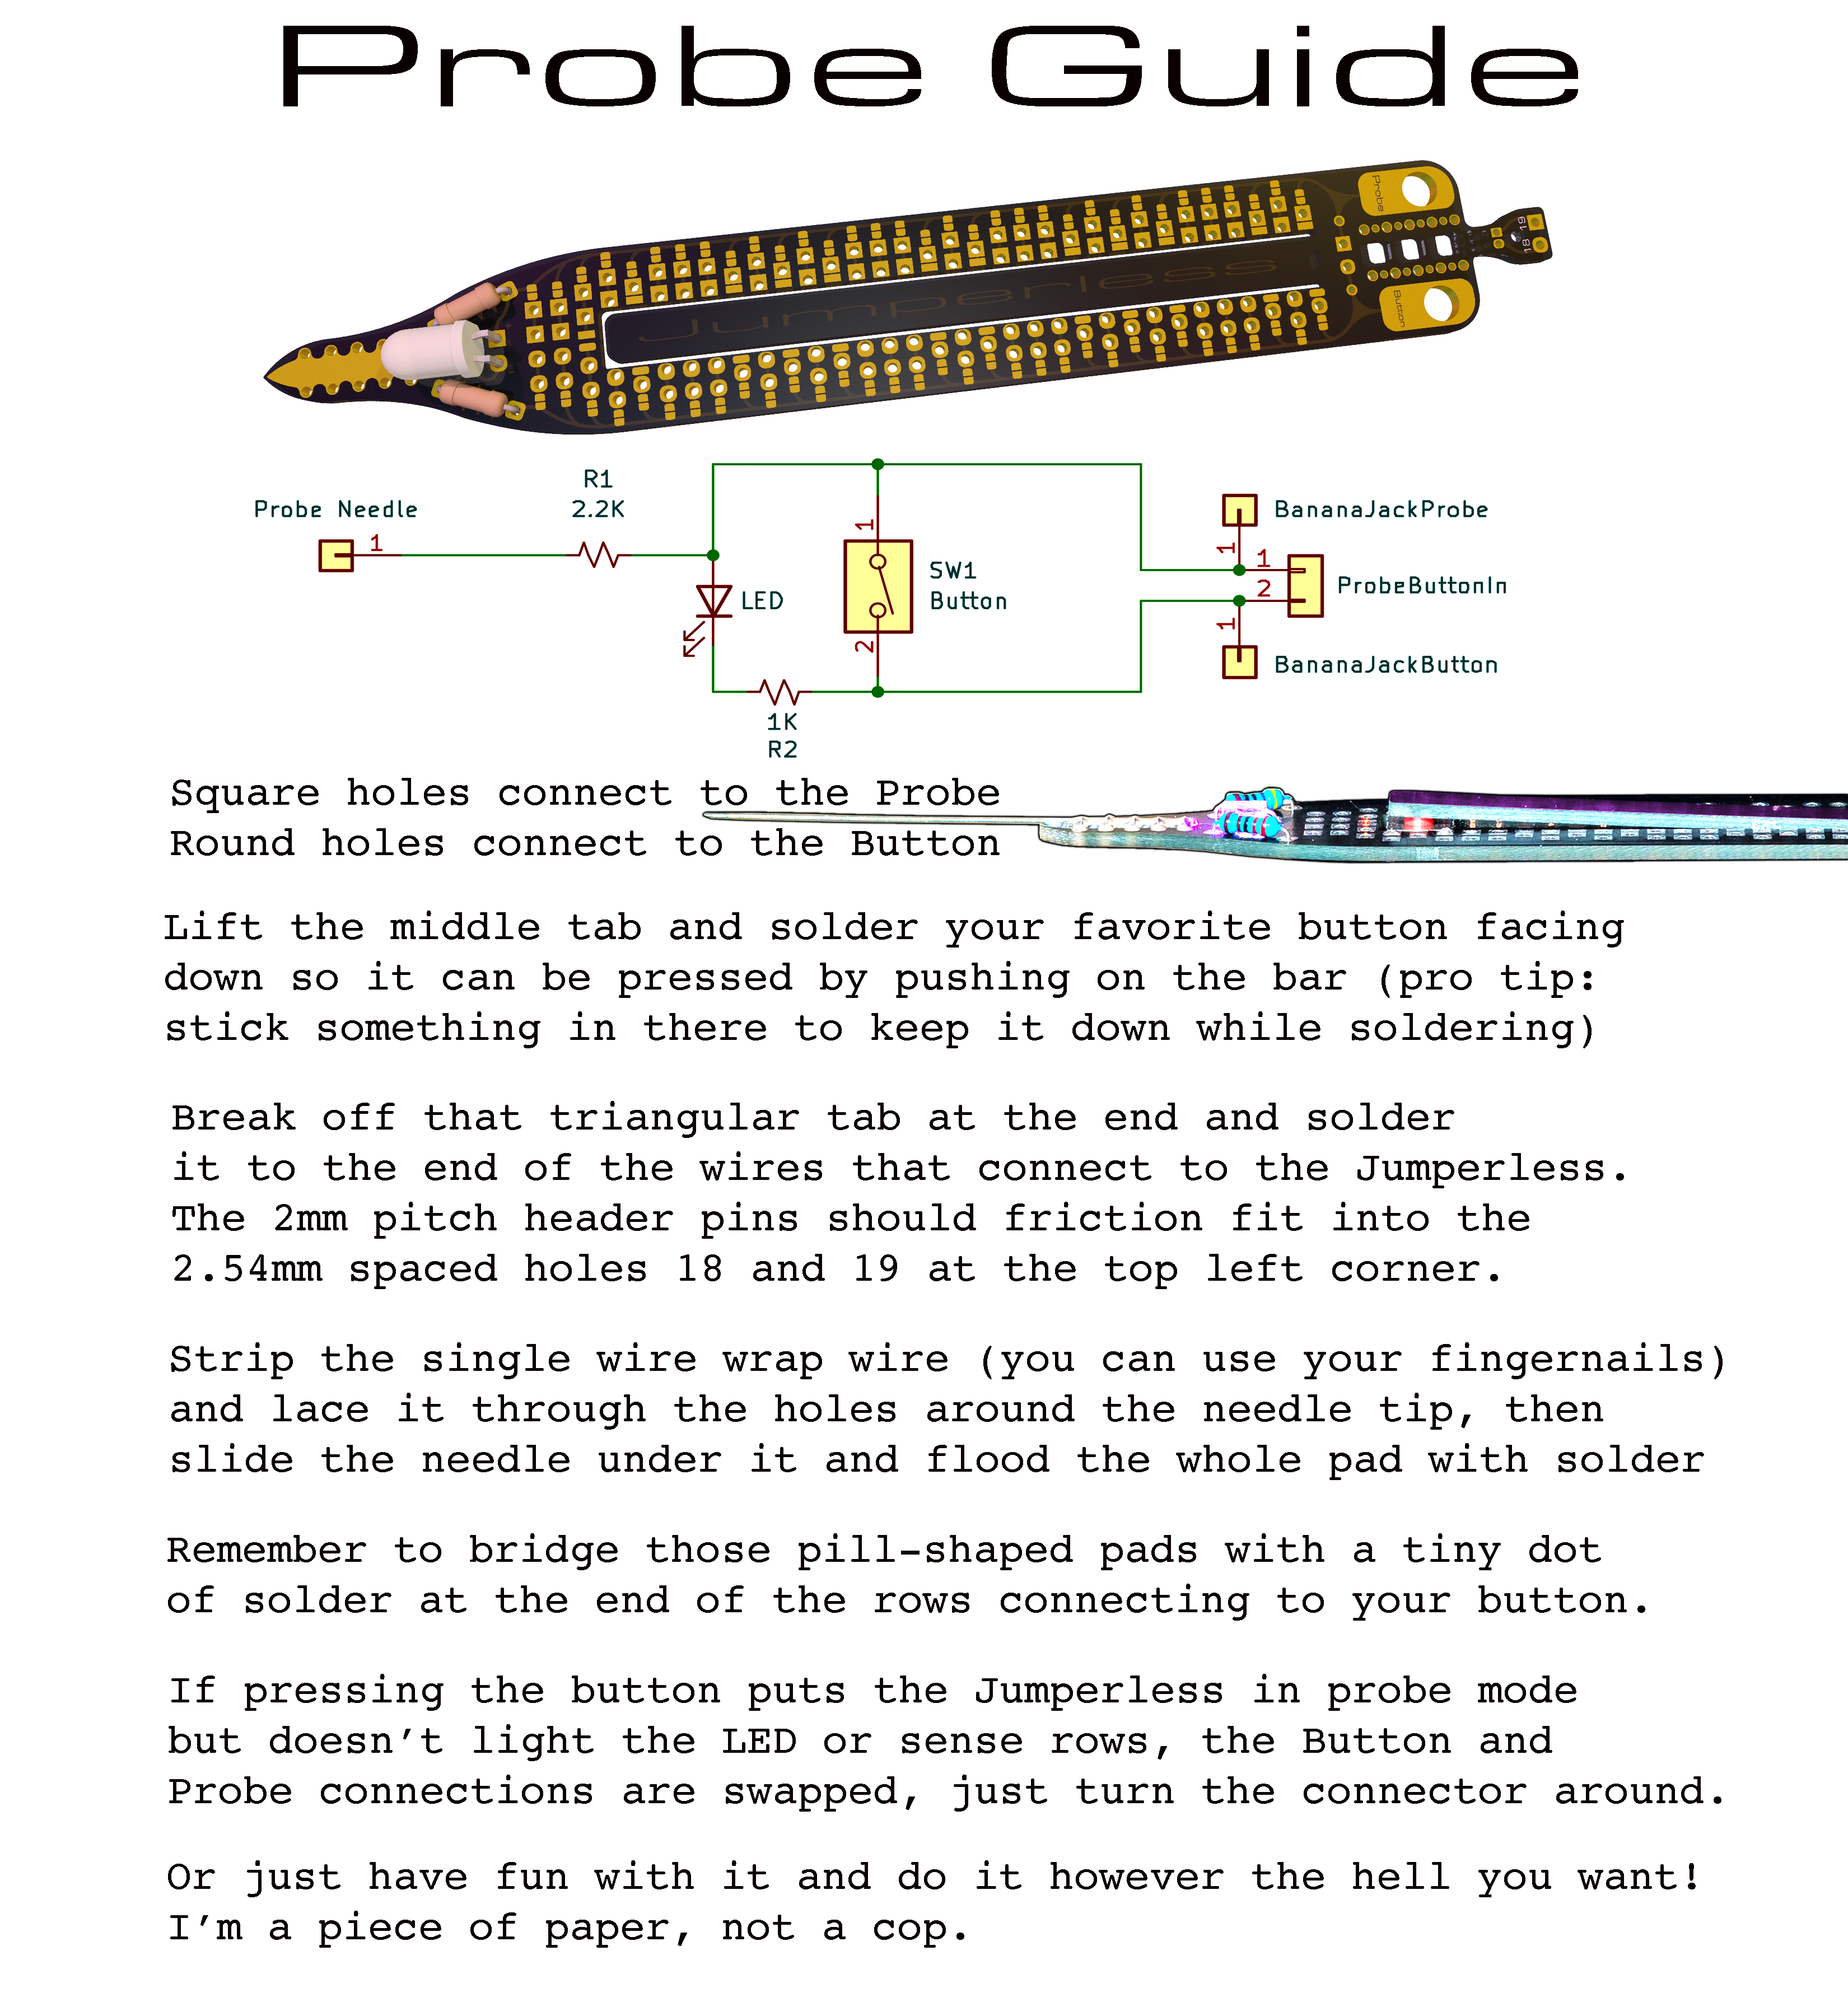 Probe Guide
Probe
19
18
Jumperless
Button
R1
2.2K
Probe Needle
1
LED
1
SW1
Button
2
1K
R2
BananaJackProbe
1
1
2
ProbeButtonIn
1
BananaJackButton
Square holes connect to the Probe
Round holes connect to the Button
Lift the middle tab and solder your favorite button facing
down so it can be pressed by pushing on the bar (pro tip:
stick something in there to keep it down while soldering)
Break off that triangular tab at the end and solder
it to the end of the wires that connect to the Jumperless.
The 2mm pitch header pins should friction fit into the
2.54mm spaced holes 18 and 19 at the top left corner.
Strip the single wire wrap wire (you can use your fingernails)
and lace it through the holes around the needle tip, then
slide the needle under it and flood the whole pad with solder
Remember to bridge those pill-shaped pads with a tiny dot
of solder at the end of the rows connecting to your button.
If pressing the button puts the Jumperless in probe mode
but doesn’t light the LED or sense rows, the Button and
Probe connections are swapped, just turn the connector around.
Or just have fun with it and do it however the hell you want!
I’m a piece of paper, not a cop.